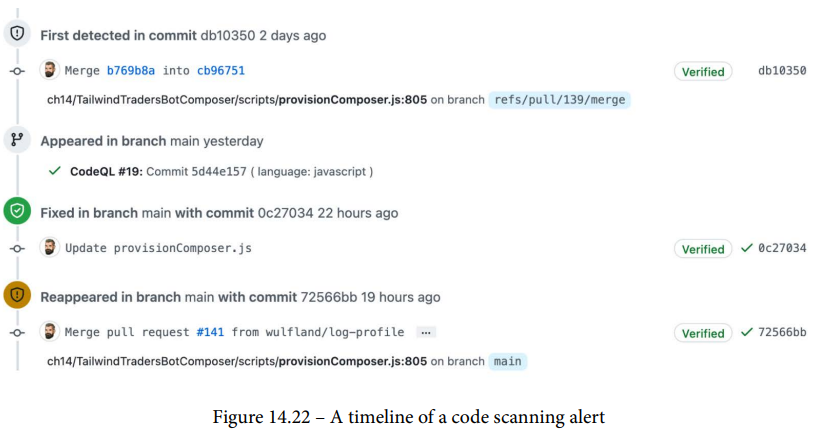 First detected in commit db10350 2 days ago
Merge b769b8a into cb96751 Verified db10350
ch14/TailwindTradersBotComposer/scripts/provisionComposer.js:805 on branch refs/pull/139/merge
Appeared in branch main yesterday
CodeQL #19: Commit 5d44e157 ( language: javascript )
Fixed in branch main with commit 0c27034 22 hours ago
Update provisionComposer.js Verified 0c27034
Reappeared in branch main with commit 72566bb 19 hours ago
Merge pull request #141 from wulfland/log-profile ... Verified 72566bb
ch14/TailwindTradersBotComposer/scripts/provisionComposer.js:805 on branch main
Figure 14.22 – A timeline of a code scanning alert